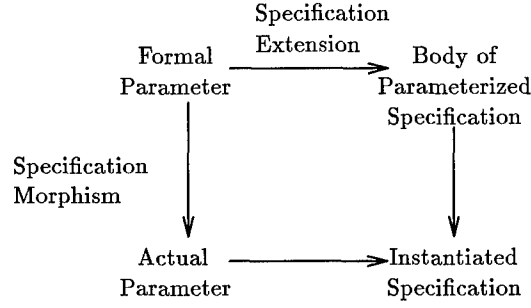 Specification
Extension
Formal
Parameter
Body of
Parameterized
Specification
Specification
Morphism
Actual
Parameter
Instantiated
Specification